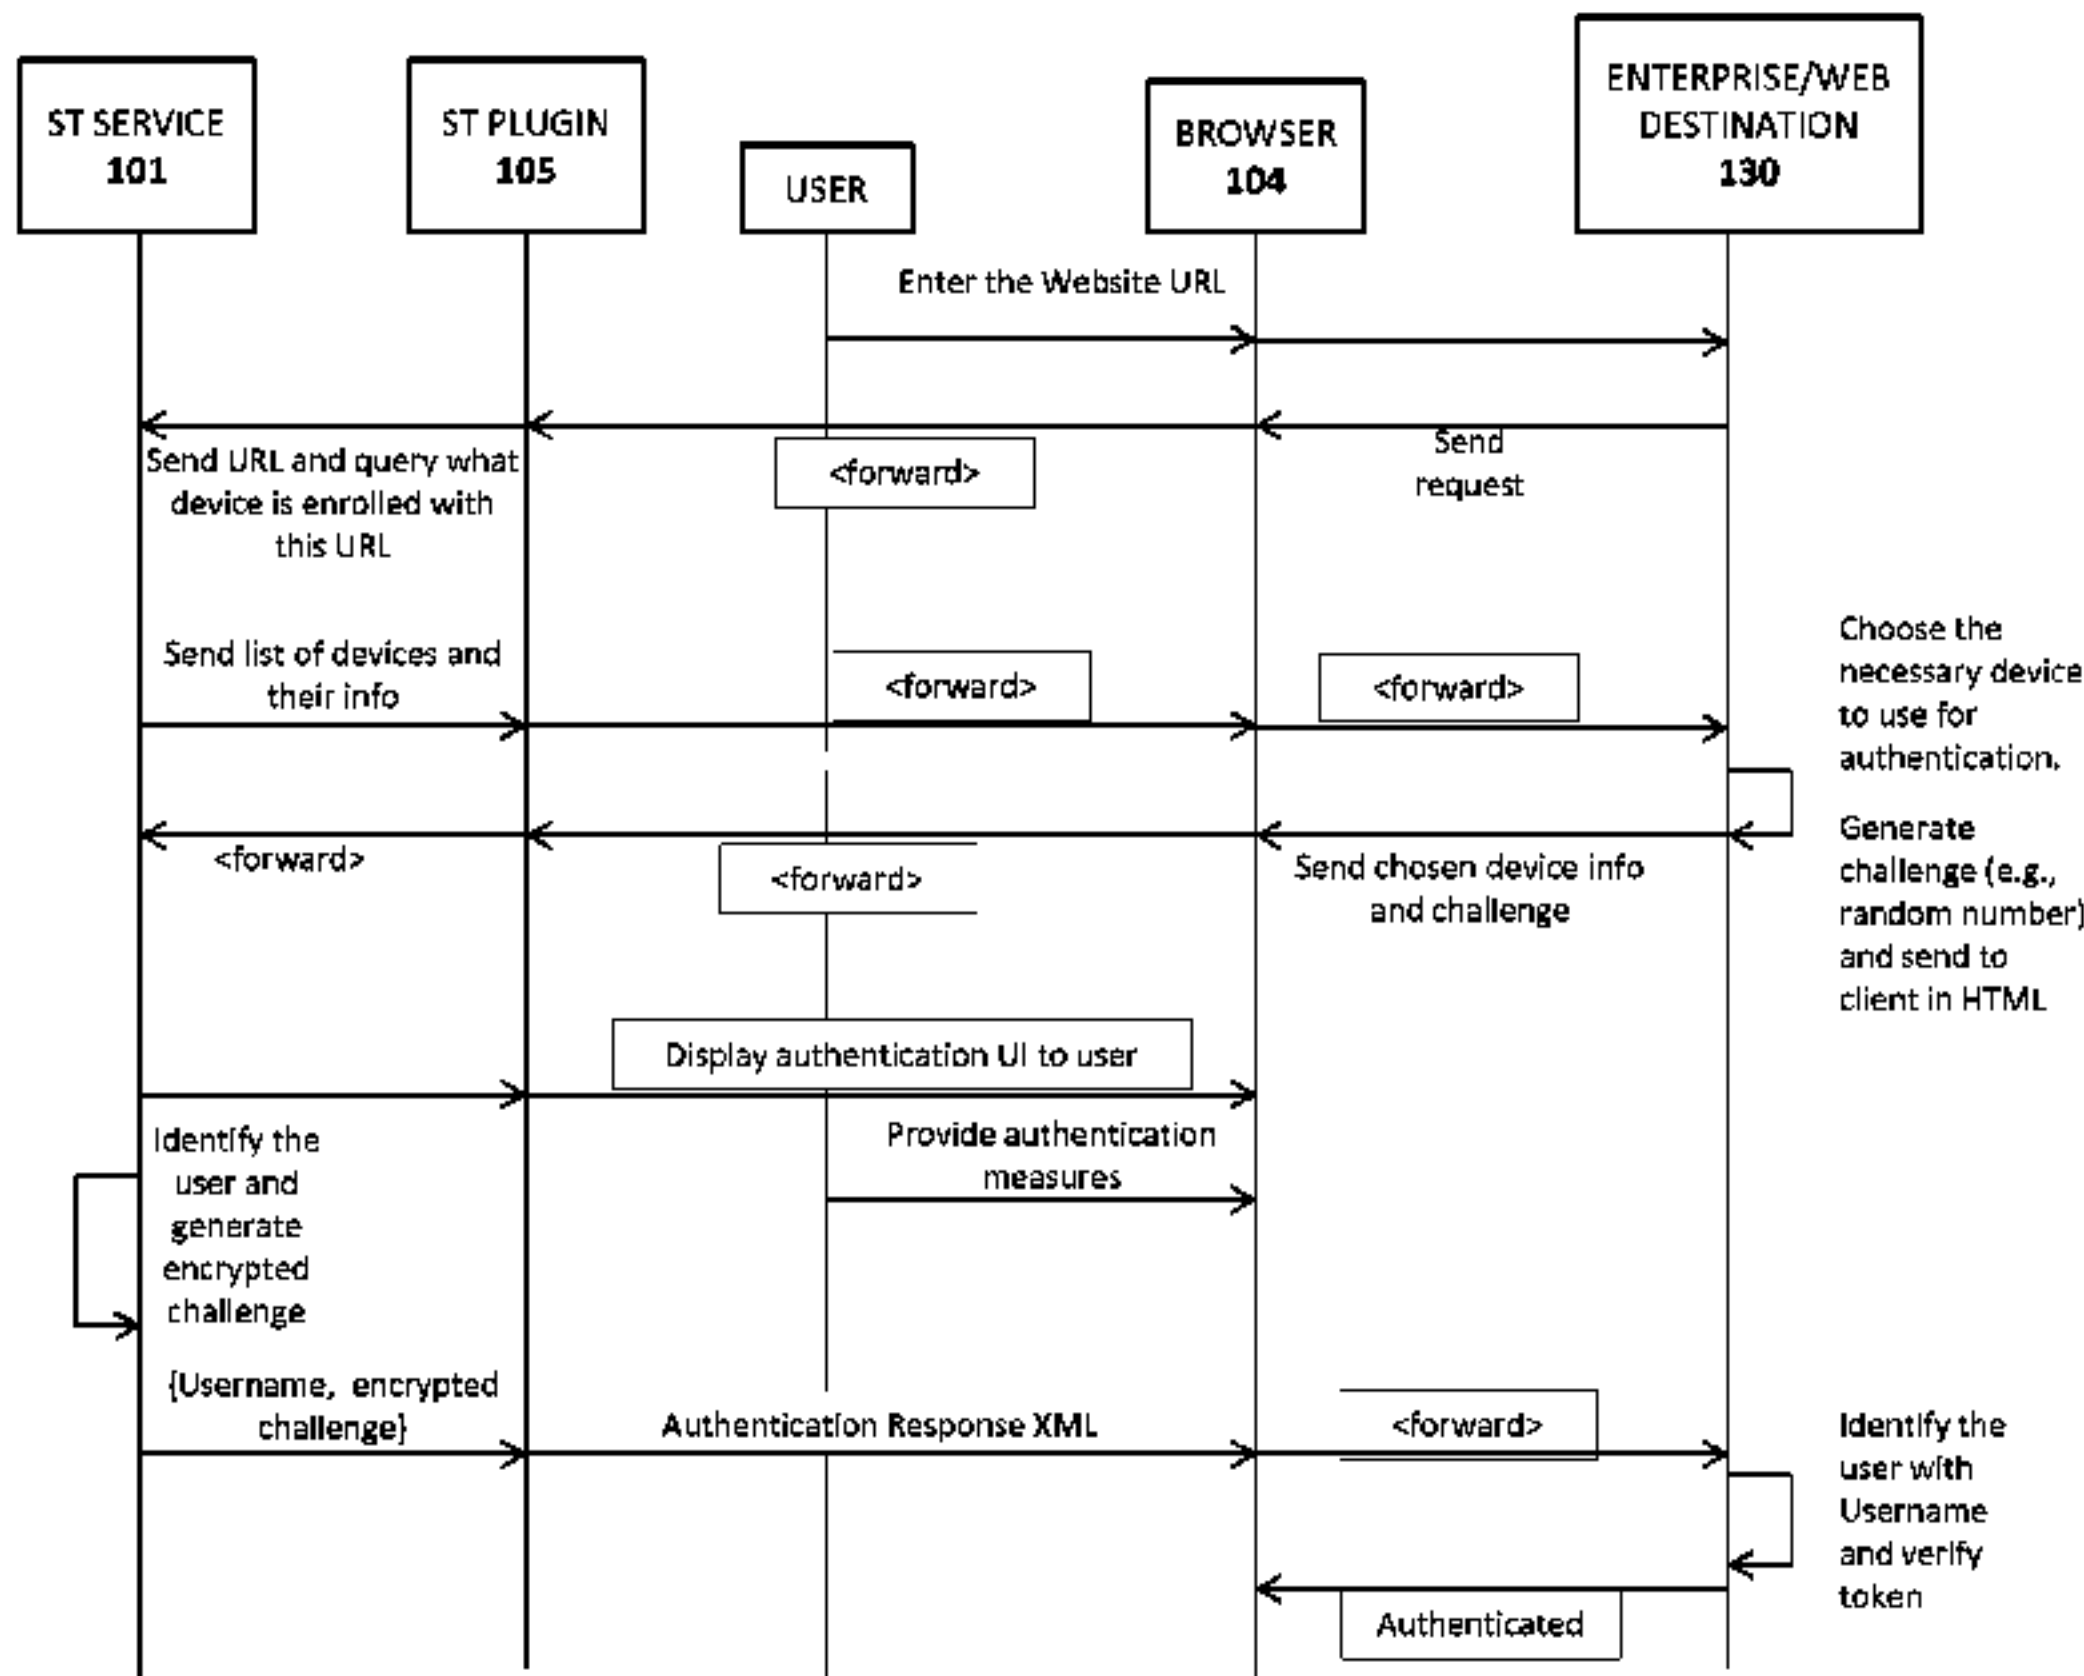 ST SERVICE
101
ST PLUGIN
105
USER
BROWSER
104
ENTERPRISE/WEB
DESTINATION
130
Enter the Website URL
Send
request
<forward>
Send URL and query what
device is enrolled with
this URL
Send list of devices and
their info
<forward>
<forward>
Choose the
necessary device
to use for
authentication.
Generate
challenge (e.g.,
random number)
and send to
client in HTML
Send chosen device info
and challenge
<forward>
<forward>
Display authentication UI to user
Provide authentication
measures
Identify the
user and
generate
encrypted
challenge
{Username, encrypted
challenge}
Authentication Response XML
<forward>
Identify the
user with
Username
and verify
token
Authenticated